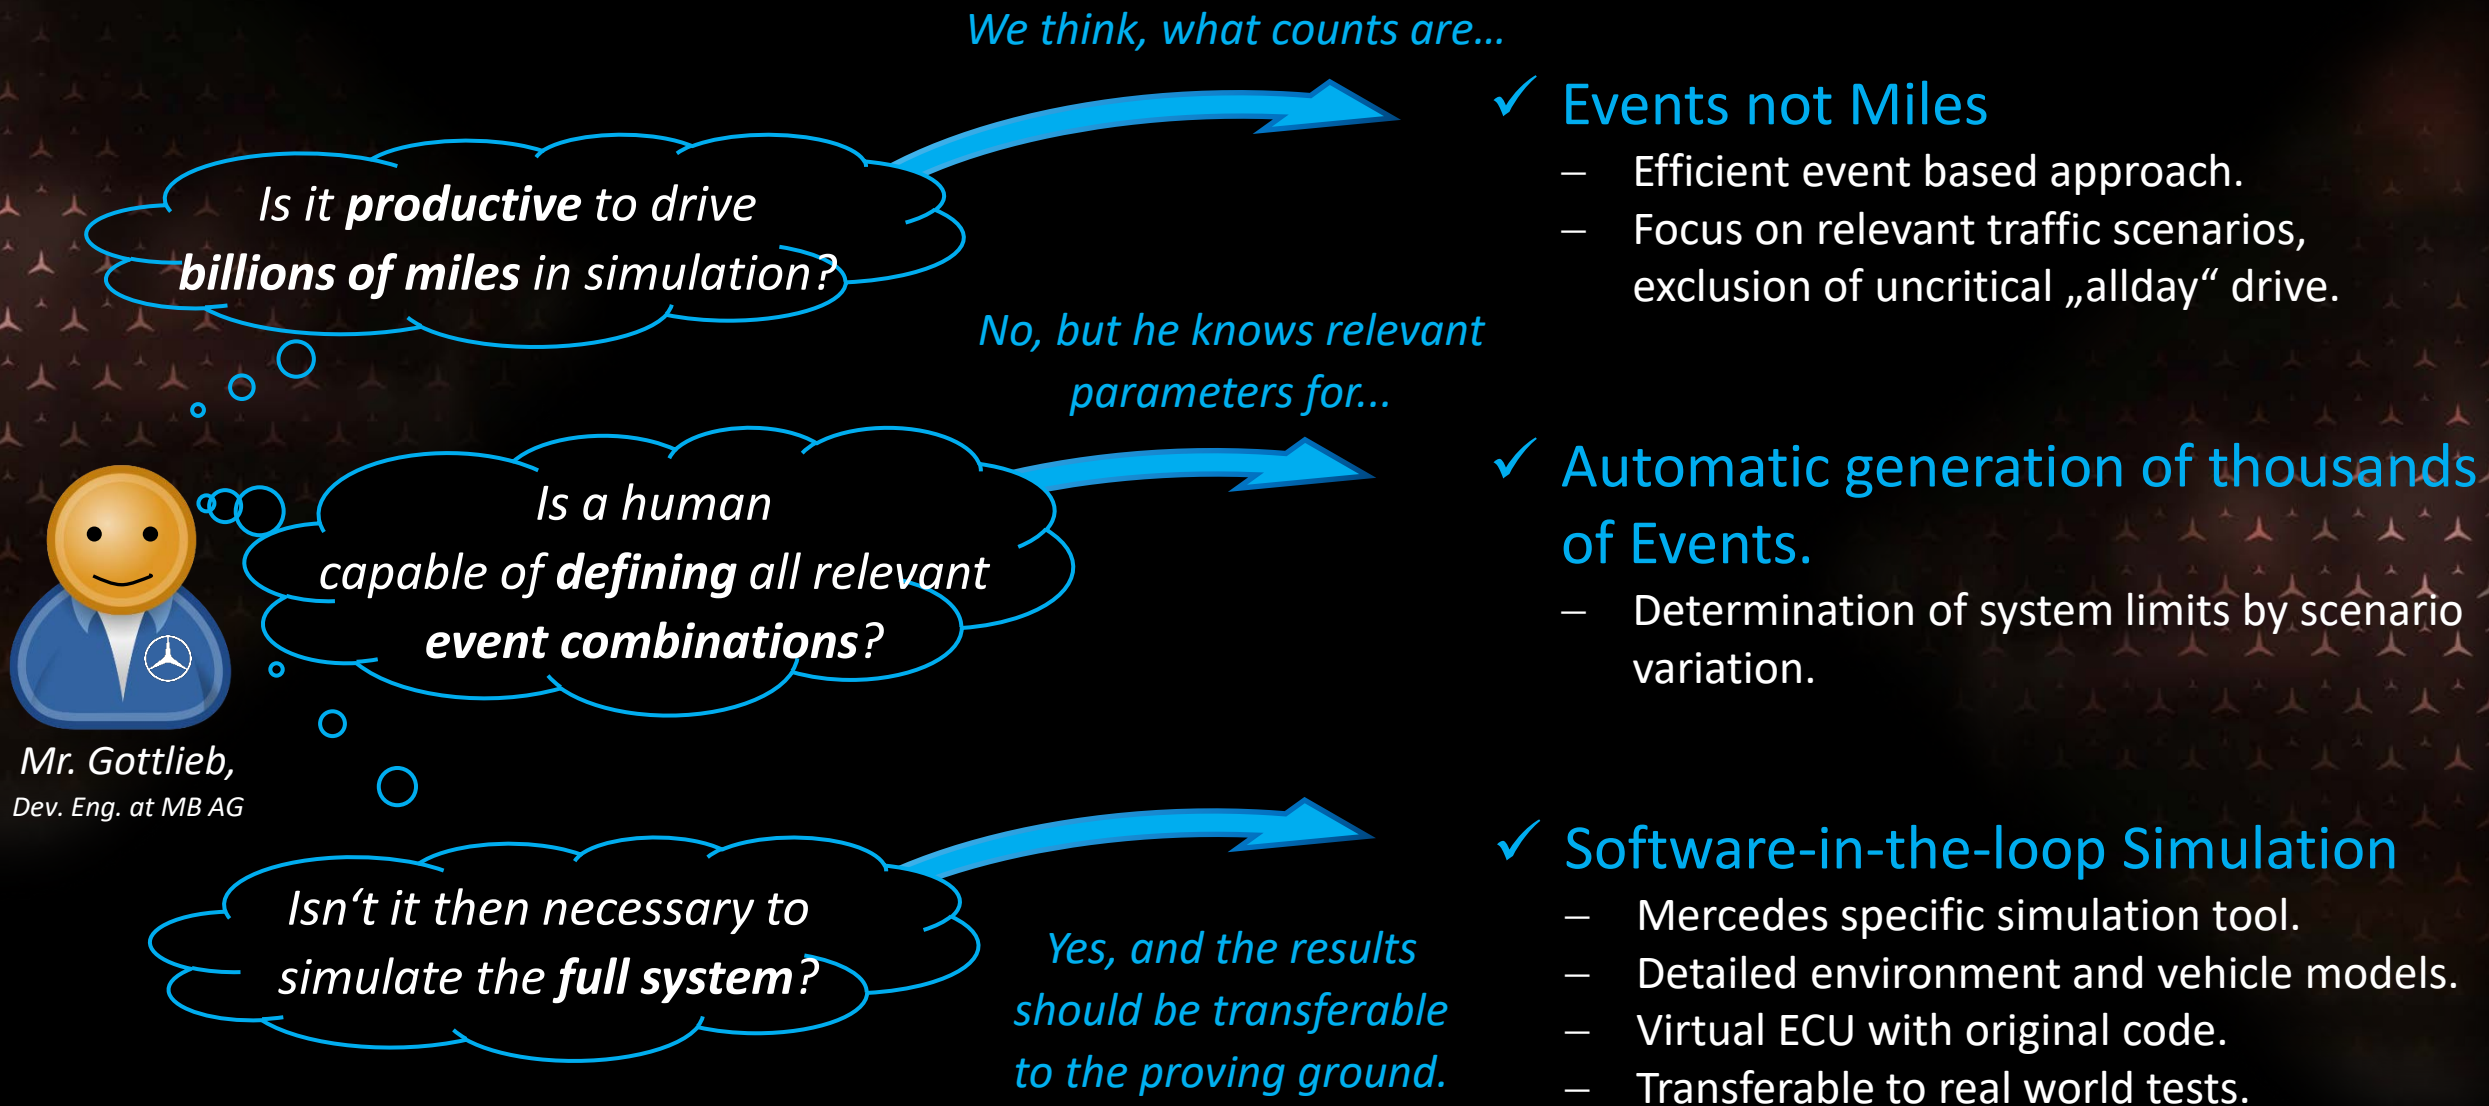 We think, what counts are...
Is it productive to drive
billions of miles in simulation?
✓ Events not Miles
– Efficient event based approach.
– Focus on relevant traffic scenarios,
exclusion of uncritical „allday“ drive.
No, but he knows relevant
parameters for...
Is a human
capable of defining all relevant
event combinations?
✓ Automatic generation of thousands
of Events.
– Determination of system limits by scenario
variation.
Mr. Gottlieb,
Dev. Eng. at MB AG
Isn‘t it then necessary to
simulate the full system?
Yes, and the results
should be transferable
to the proving ground.
✓ Software-in-the-loop Simulation
– Mercedes specific simulation tool.
– Detailed environment and vehicle models.
– Virtual ECU with original code.
– Transferable to real world tests.